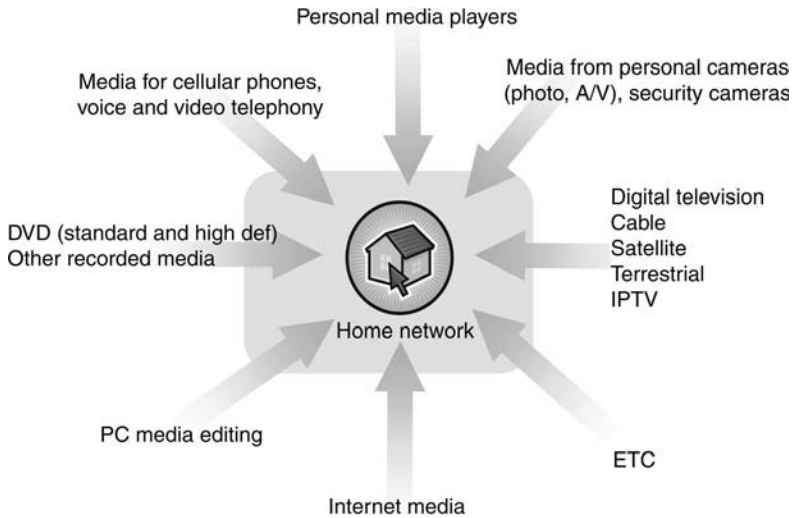 Personal media players
Media for cellular phones,
voice and video telephony
Media from personal cameras
(photo, A/V), security cameras
DVD (standard and high def)
Other recorded media
Digital television
Cable
Satellite
Terrestrial
IPTV
Home network
PC media editing
ETC
Internet media